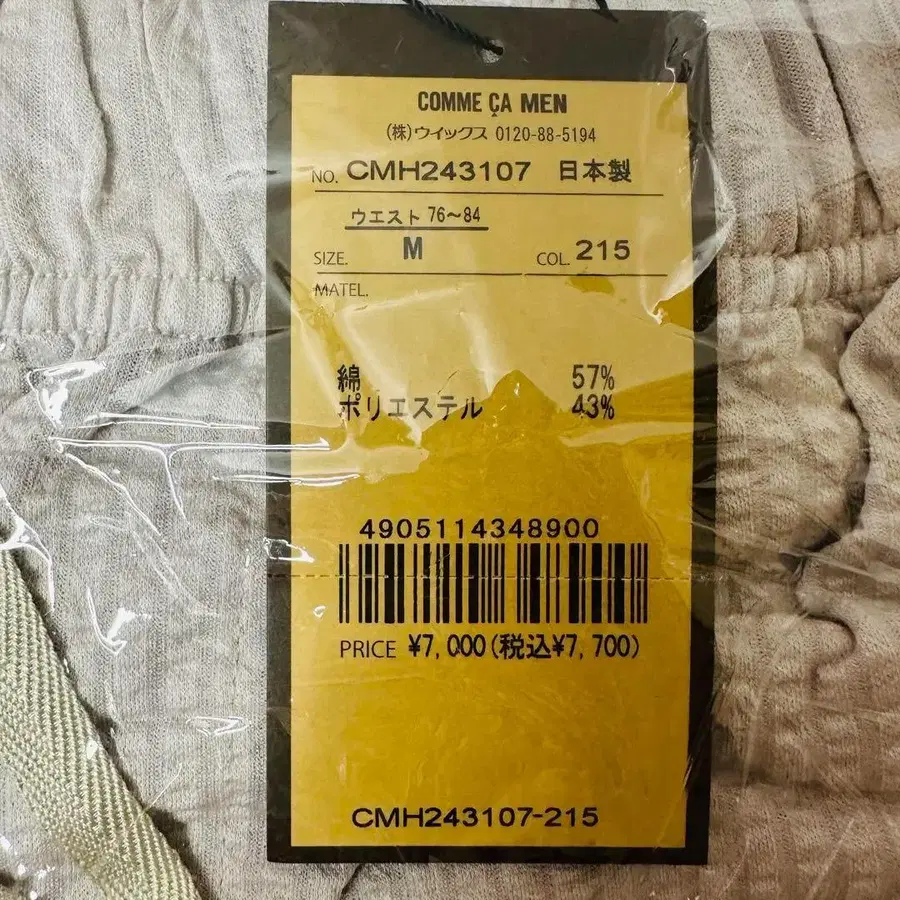 COMME ÇA MEN
(株)ウイックス 0120-88-5194
NO. CMH243107 日本製
ウエスト 76〜84
SIZE. M COL. 215
MATEL.
綿 57%
ポリエステル 43%
4905114348900
PRICE ¥7,000(税込¥7,700)
CMH243107-215